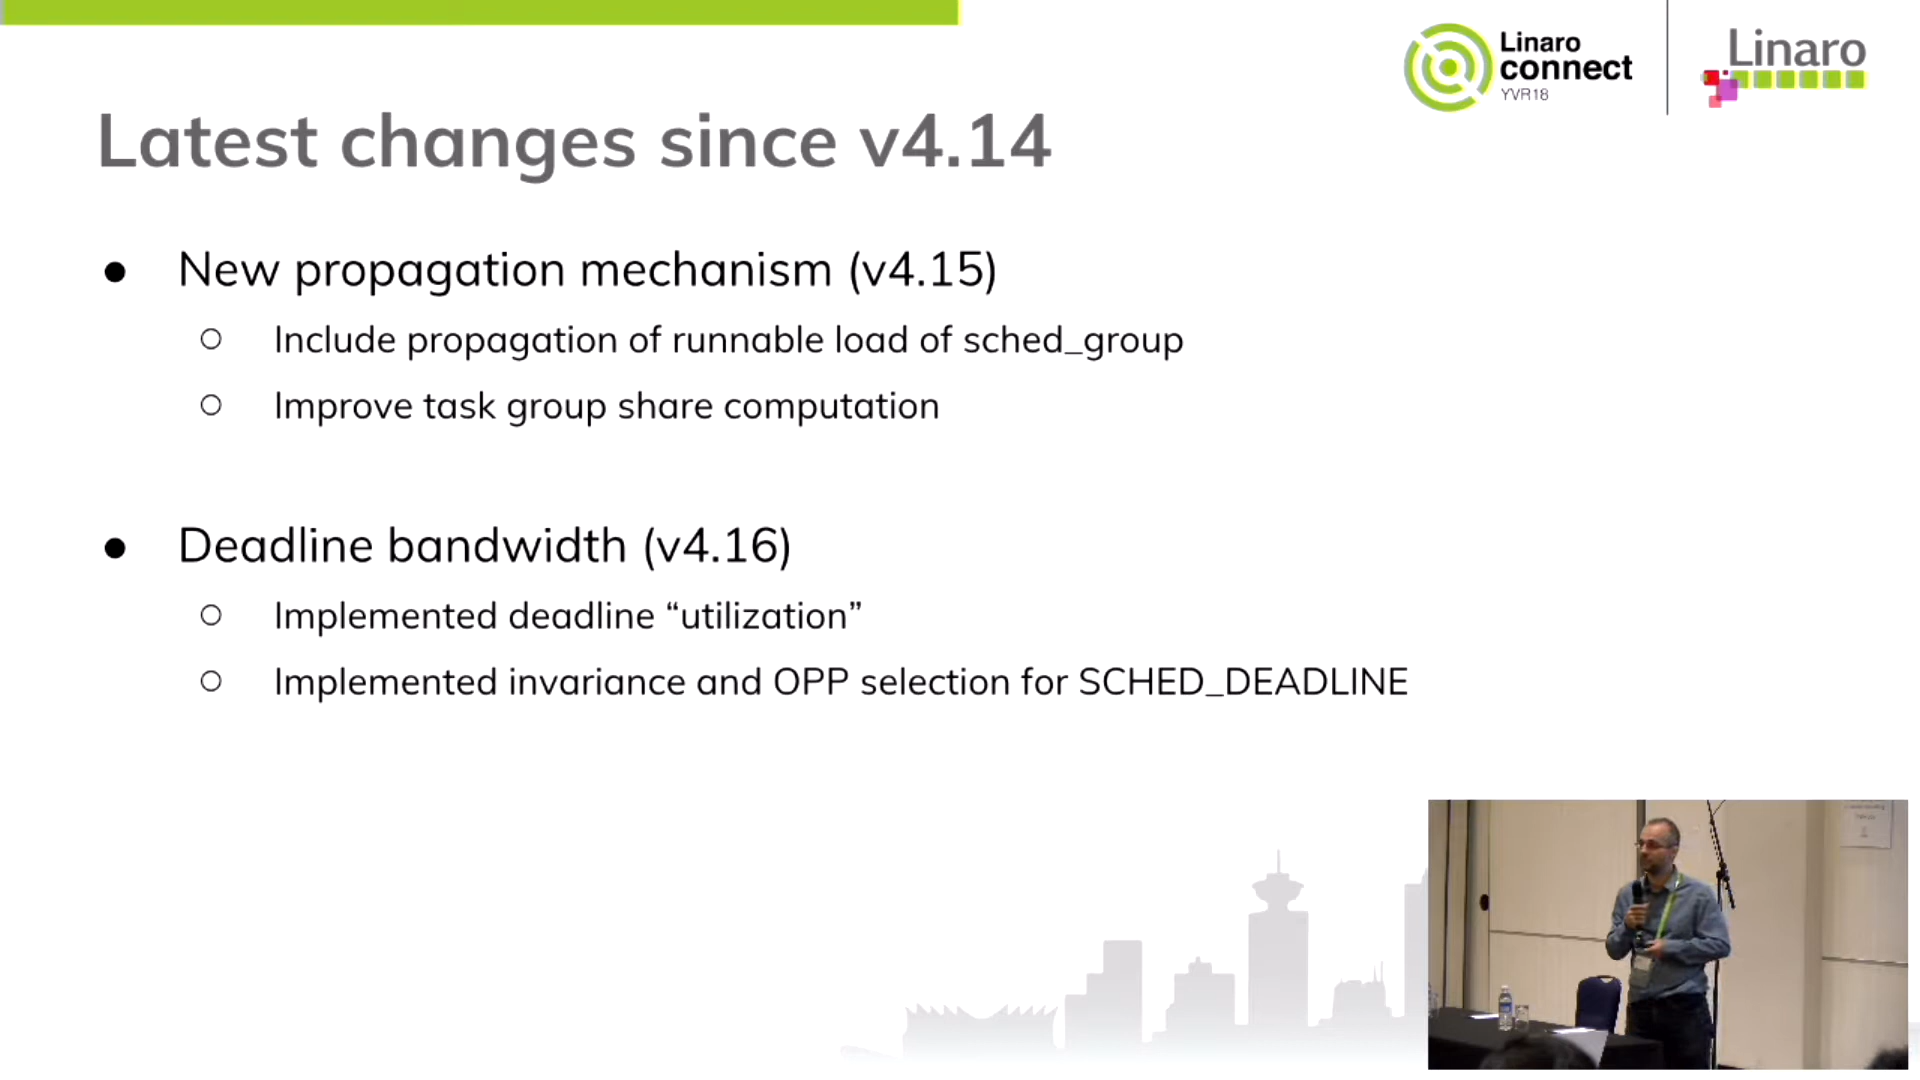 Linaro
connect
YVR18
Linaro
Latest changes since v4.14
● New propagation mechanism (v4.15)
○ Include propagation of runnable load of sched_group
○ Improve task group share computation
● Deadline bandwidth (v4.16)
○ Implemented deadline “utilization”
○ Implemented invariance and OPP selection for SCHED_DEADLINE